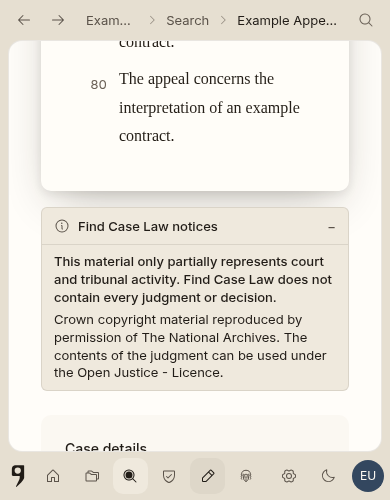 Exam...
Search
Example Appe...
contract.
80
The appeal concerns the
interpretation of an example
contract.
Find Case Law notices
This material only partially represents court
and tribunal activity. Find Case Law does not
contain every judgment or decision.
Crown copyright material reproduced by
permission of The National Archives. The
contents of the judgment can be used under
the Open Justice - Licence.
Case details
EU